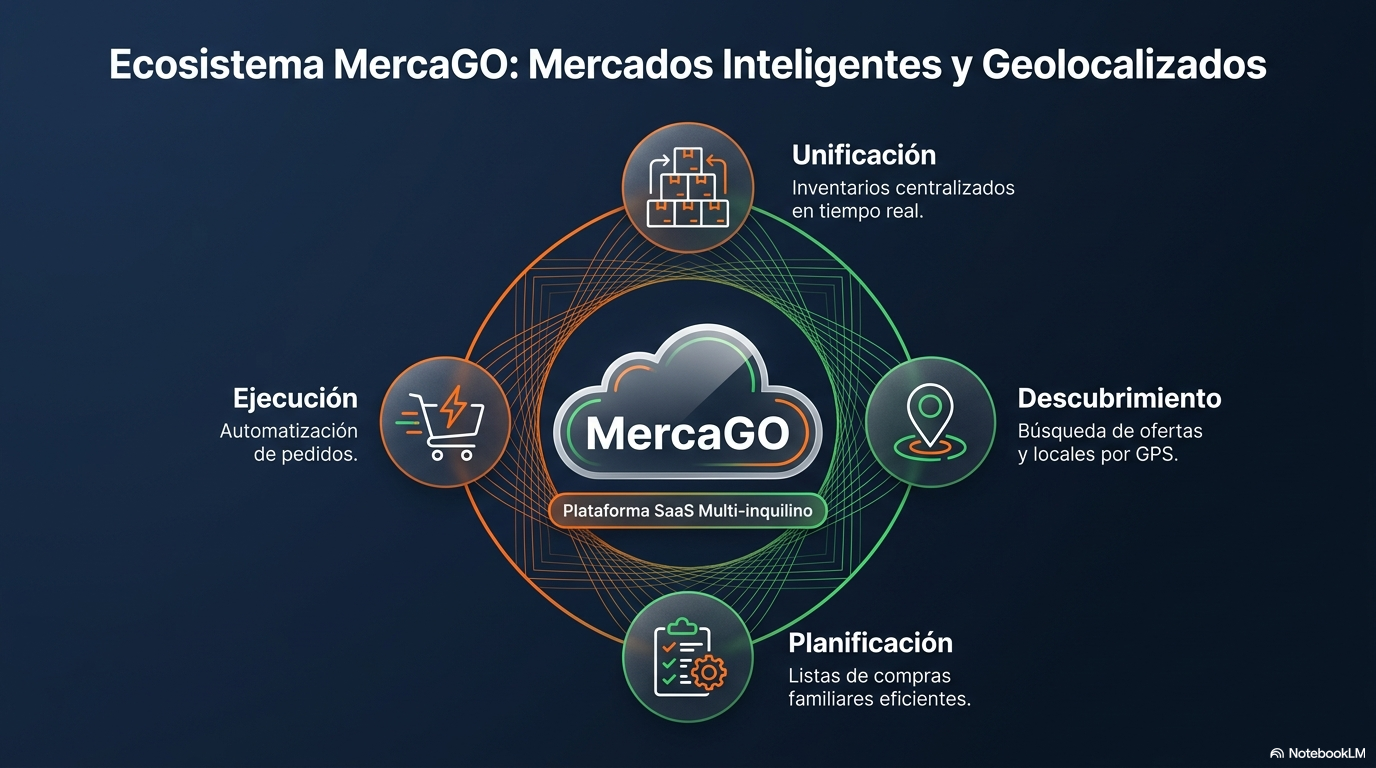 Ecosistema MercaGO: Mercados Inteligentes y Geolocalizados
Unificación
Inventarios centralizados
en tiempo real.
Ejecución
Automatización
de pedidos.
MercaGO
Plataforma SaaS Multi-inquilino
Descubrimiento
Búsqueda de ofertas
y locales por GPS.
Planificación
Listas de compras
familiares eficientes.
NotebookLM